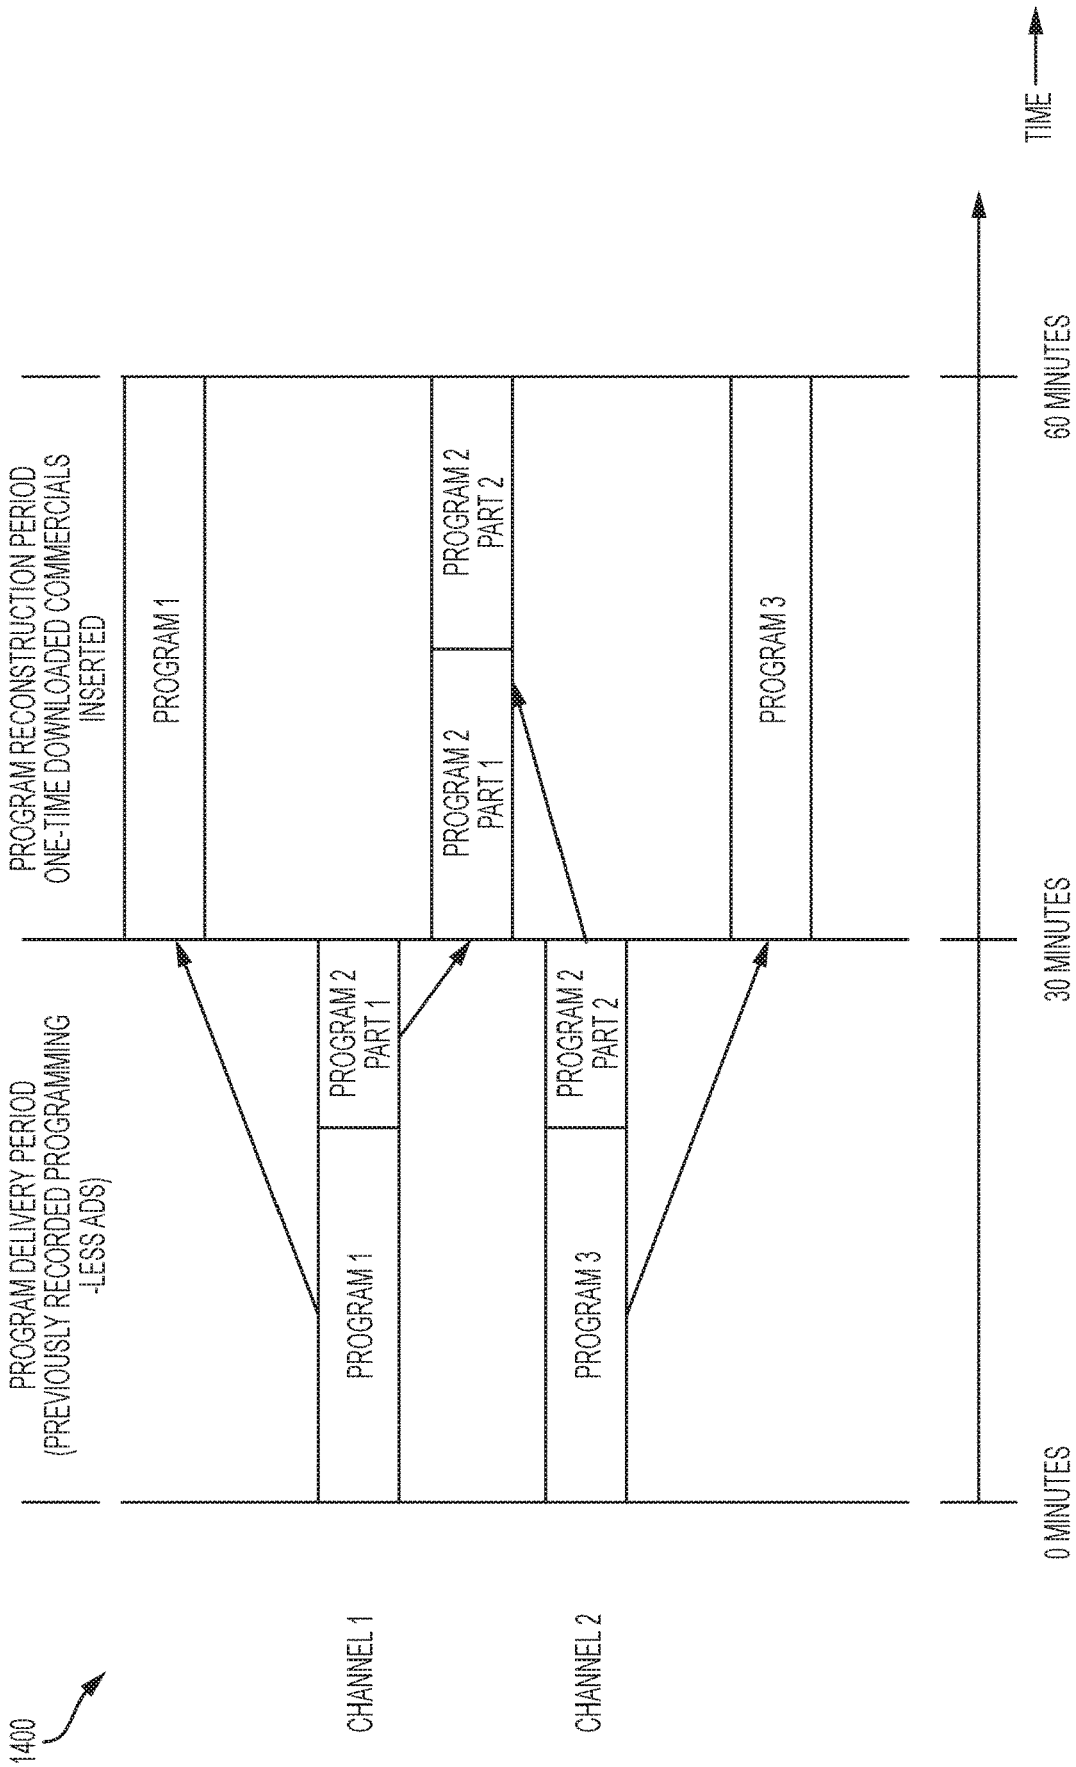 1400
PROGRAM DELIVERY PERIOD
(PREVIOUSLY RECORDED PROGRAMMING
-LESS ADS)
PROGRAM RECONSTRUCTION PERIOD
ONE-TIME DOWNLOADED COMMERCIALS
INSERTED
PROGRAM 1
CHANNEL 1
PROGRAM 1
PROGRAM 2
PART 1
PROGRAM 2
PART 1
PROGRAM 2
PART 2
CHANNEL 2
PROGRAM 3
PROGRAM 2
PART 2
PROGRAM 3
0 MINUTES
30 MINUTES
60 MINUTES
TIME